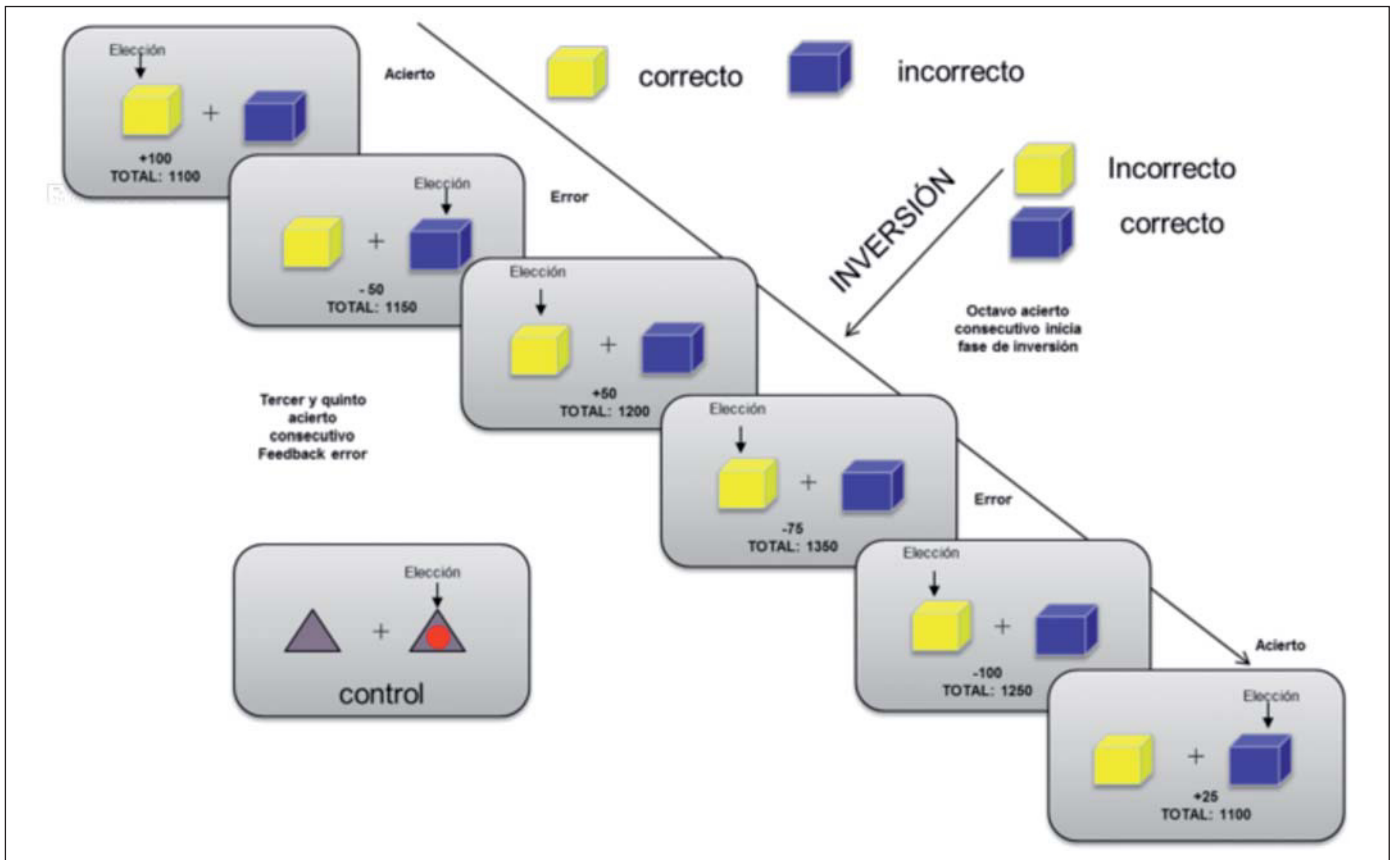 Elección
+
+100
TOTAL: 1100
Acierto
correcto
incorrecto
Elección
+
- 50
TOTAL: 1150
Error
Incorrecto
correcto
INVERSIÓN
Octavo acierto
consecutivo inicia
fase de inversión
Elección
+
+50
TOTAL: 1200
Tercer y quinto
acierto
consecutivo
Feedback error
Elección
+
-75
TOTAL: 1350
Error
Elección
+
control
Elección
+
-100
TOTAL: 1250
Acierto
Elección
+
+25
TOTAL: 1100